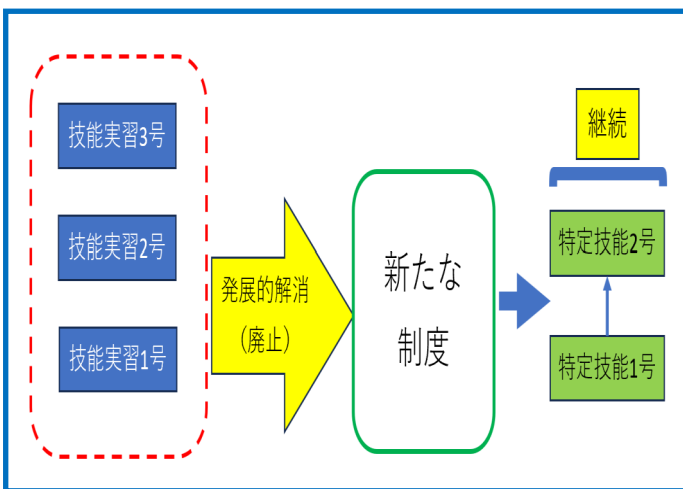 技能実習3号
技能実習2号
技能実習1号
発展的解消
(廃止)
新たな
制度
継続
特定技能2号
特定技能1号